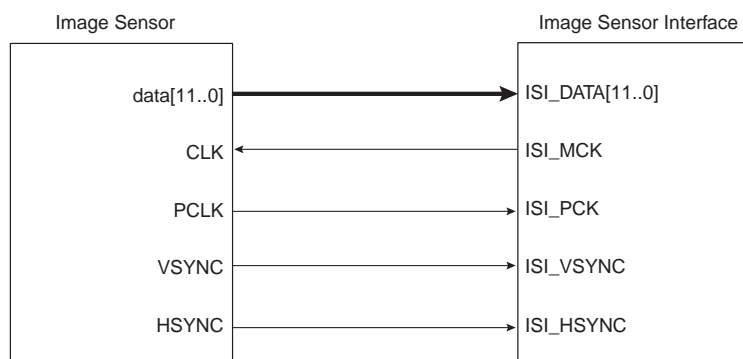 Image Sensor Image Sensor Interface
data[11..0] ISI_DATA[11..0]
CLK ISI_MCK
PCLK ISI_PCK
VSYNC ISI_VSYNC
HSYNC ISI_HSYNC